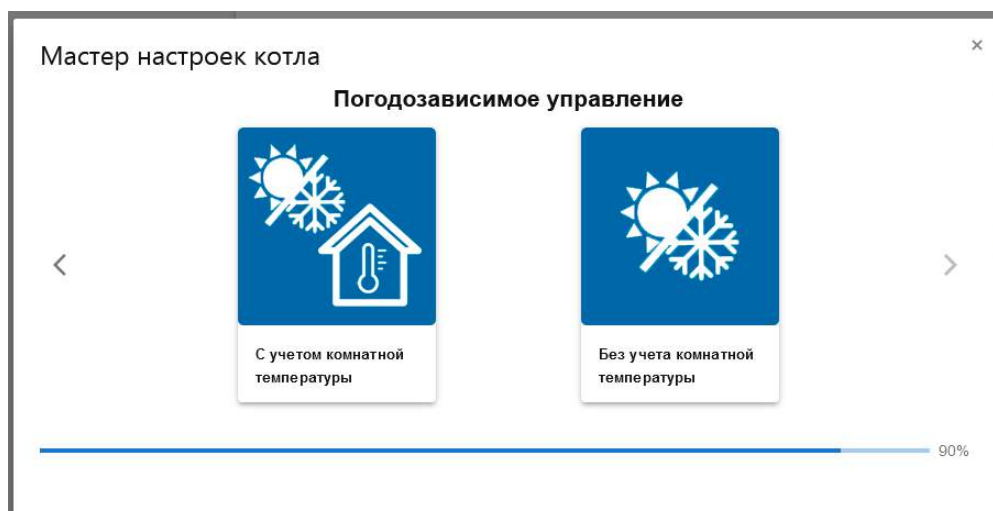 Мастер настроек котла
×
Погодозависимое управление
С учетом комнатной
температуры
Без учета комнатной
температуры
90%